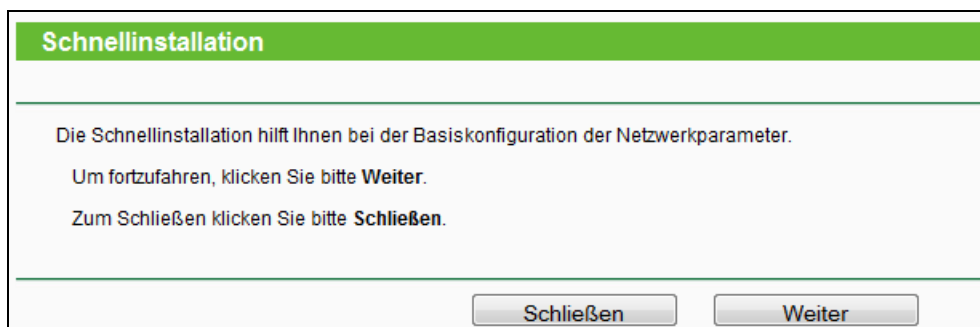 Schnellinstallation
Die Schnellinstallation hilft Ihnen bei der Basiskonfiguration der Netzwerkparameter.
Um fortzufahren, klicken Sie bitte Weiter.
Zum Schließen klicken Sie bitte Schließen.
Schließen Weiter